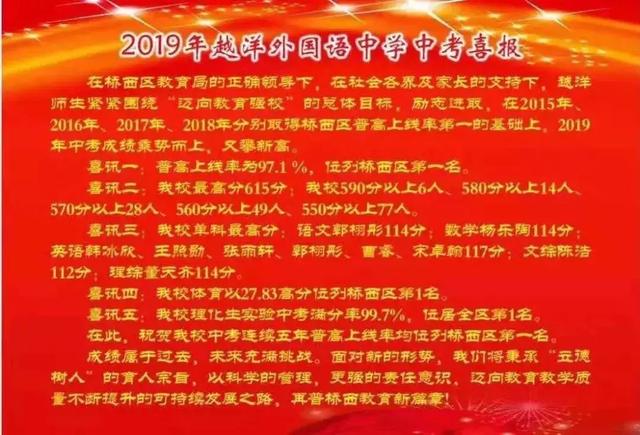 2019年越洋外国语中学中考喜报
在桥西区教育局的正确领导下，在社会各界及家长的支持下，越洋
师生紧紧围绕“迈向教育强校”的总体目标，励志进取，在2015年、
2016年、2017年、2018年分别取得桥西区普高上线率第一的基础上，2019
年中考成绩乘势而上，又攀新高。
喜讯一：普高上线率为97.1 %，位列桥西区第一名。
喜讯二：我校最高分615分；我校590分以上6人、580分以上14人、
570分以上28人、560分以上49人、550分以上77人。
喜讯三：我校单科最高分：语文郭栩彤114分；数学杨乐陶114分；
英语韩冰欣、王照勋、张雨轩、郭栩彤、曹睿、宋卓翰117分；文综陈浩
112分；理综董天齐114分。
喜讯四：我校体育以27.83高分位列桥西区第1名。
喜讯五：我校理化生实验中考满分率99.7%，位居全区第1名。
在此，祝贺我校中考连续五年普高上线率均位列桥西区第一名。
成绩属于过去，未来充满挑战。面对新的形势，我们将秉承“立德
树人”的育人宗旨，以科学的管理，更强的责任意识，迈向教育教学质
量不断提升的可持续发展之路，再普桥西教育新篇章！